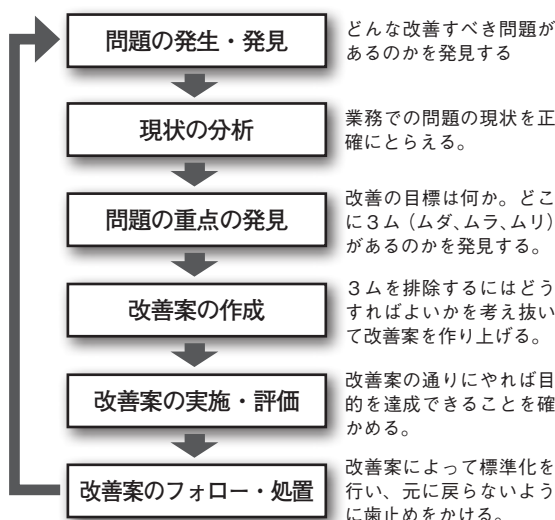 問題の発生・発見
どんな改善すべき問題が
あるのかを発見する
現状の分析
業務での問題の現状を正
確にとらえる。
問題の重点の発見
改善の目標は何か。どこ
に３ム（ムダ、ムラ、ムリ）
があるのかを発見する。
改善案の作成
３ムを排除するにはどう
すればよいかを考え抜い
て改善案を作り上げる。
改善案の実施・評価
改善案の通りにやれば目
的を達成できることを確
かめる。
改善案のフォロー・処置
改善案によって標準化を
行い、元に戻らないよう
に歯止めをかける。